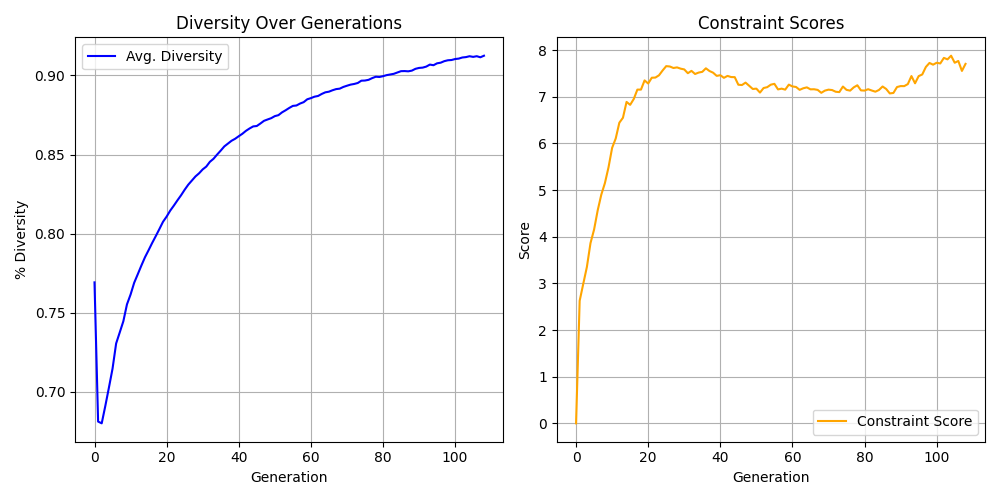 Diversity Over Generations
Avg. Diversity
% Diversity
0.90
0.85
0.80
0.75
0.70
0 20 40 60 80 100
Generation
Constraint Scores
Score
8
7
6
5
4
3
2
1
0
Constraint Score
0 20 40 60 80 100
Generation